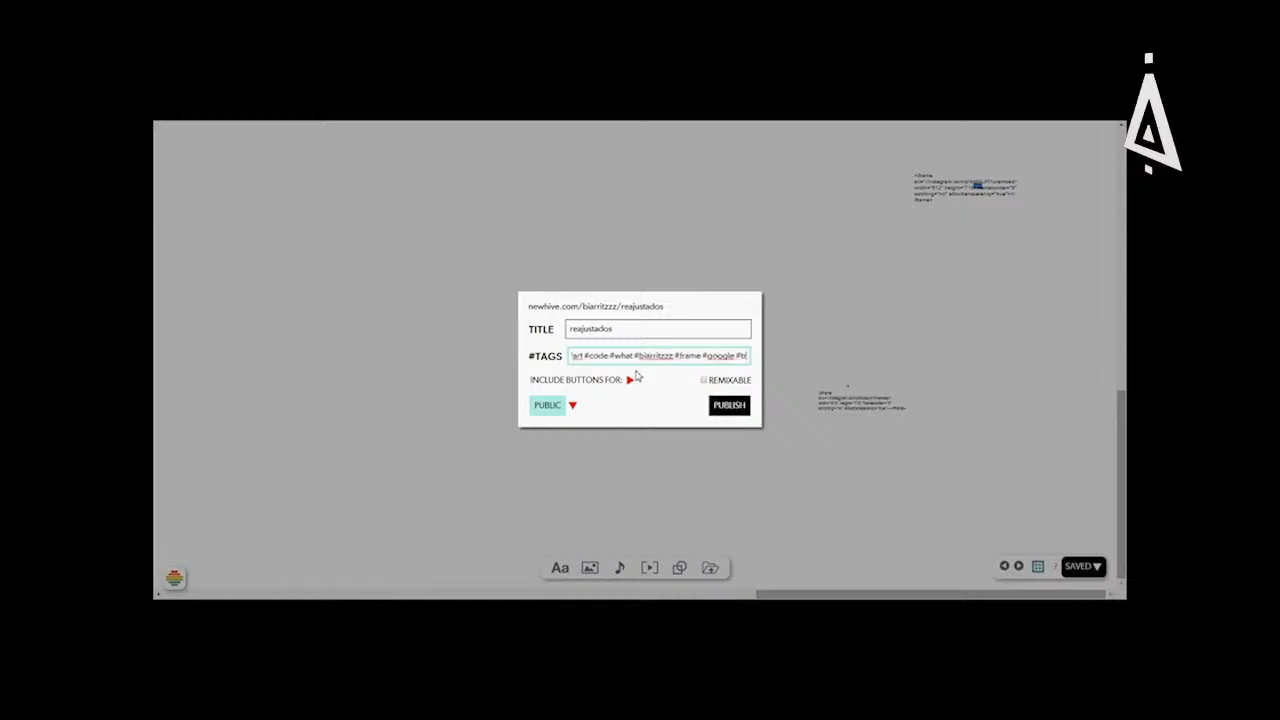 newhive.com/biarritzzz/reajustados
TITLE reajustados
#TAGS art #code #what #biarritzzz #frame #google #tr
INCLUDE BUTTONS FOR: REMIXABLE
PUBLIC PUBLISH
Aa ? SAVED